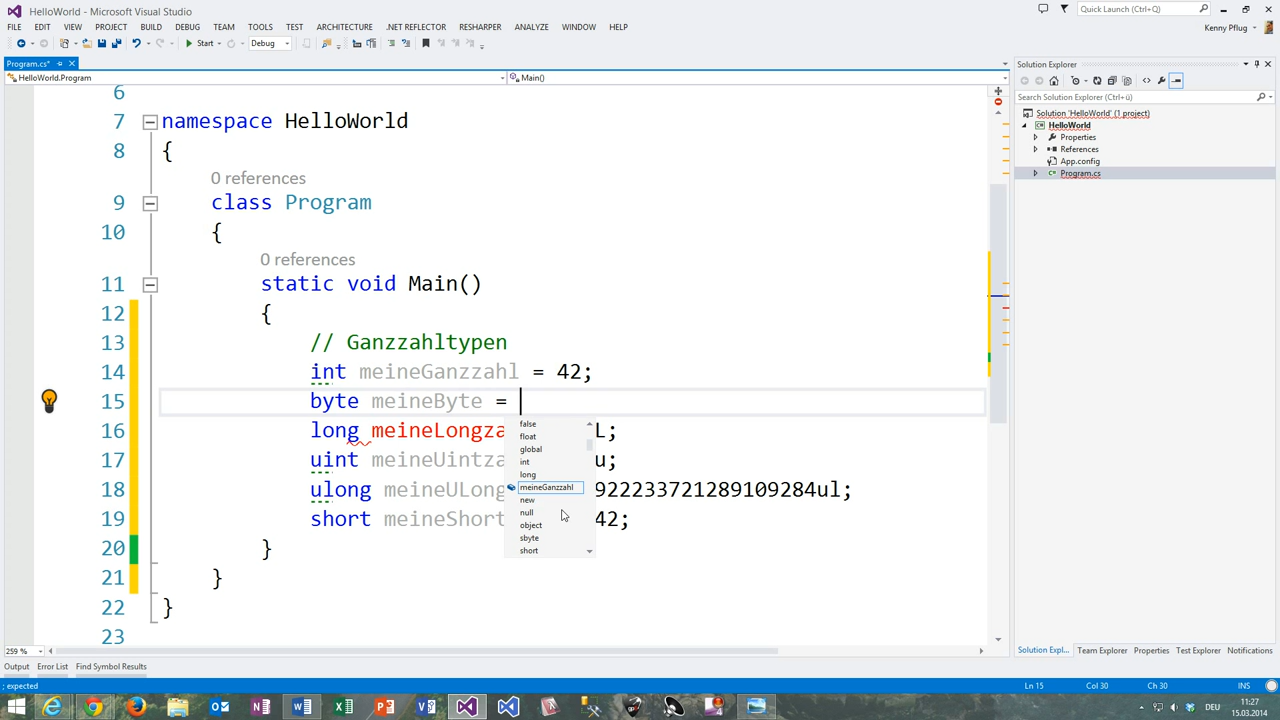 HelloWorld - Microsoft Visual Studio
Quick Launch (Ctrl+Q)
FILE EDIT VIEW PROJECT BUILD DEBUG TEAM TOOLS TEST ARCHITECTURE .NET REFLECTOR RESHARPER ANALYZE WINDOW HELP
Kenny Pflug
Start Debug
Program.cs*
HelloWorld.Program
Main()
6
7 namespace HelloWorld
8 {
0 references
9 class Program
10 {
0 references
11 static void Main()
12 {
13 // Ganzzahltypen
14 int meineGanzzahl = 42;
15 byte meineByte =
16 long meineLongza L;
17 uint meineUintza u;
18 ulong meineULong 922233721289109284ul;
19 short meineShort 42;
20 }
21 }
22 }
23
false
float
global
int
long
meineGanzzahl
new
null
object
sbyte
short
Solution Explorer
Search Solution Explorer (Ctrl+ü)
Solution 'HelloWorld' (1 project)
HelloWorld
Properties
References
App.config
Program.cs
259 %
Solution Expl... Team Explorer Properties Test Explorer Notifications
Output Error List Find Symbol Results
; expected
Ln 15 Col 30 Ch 30 INS
DEU
11:27
15.03.2014